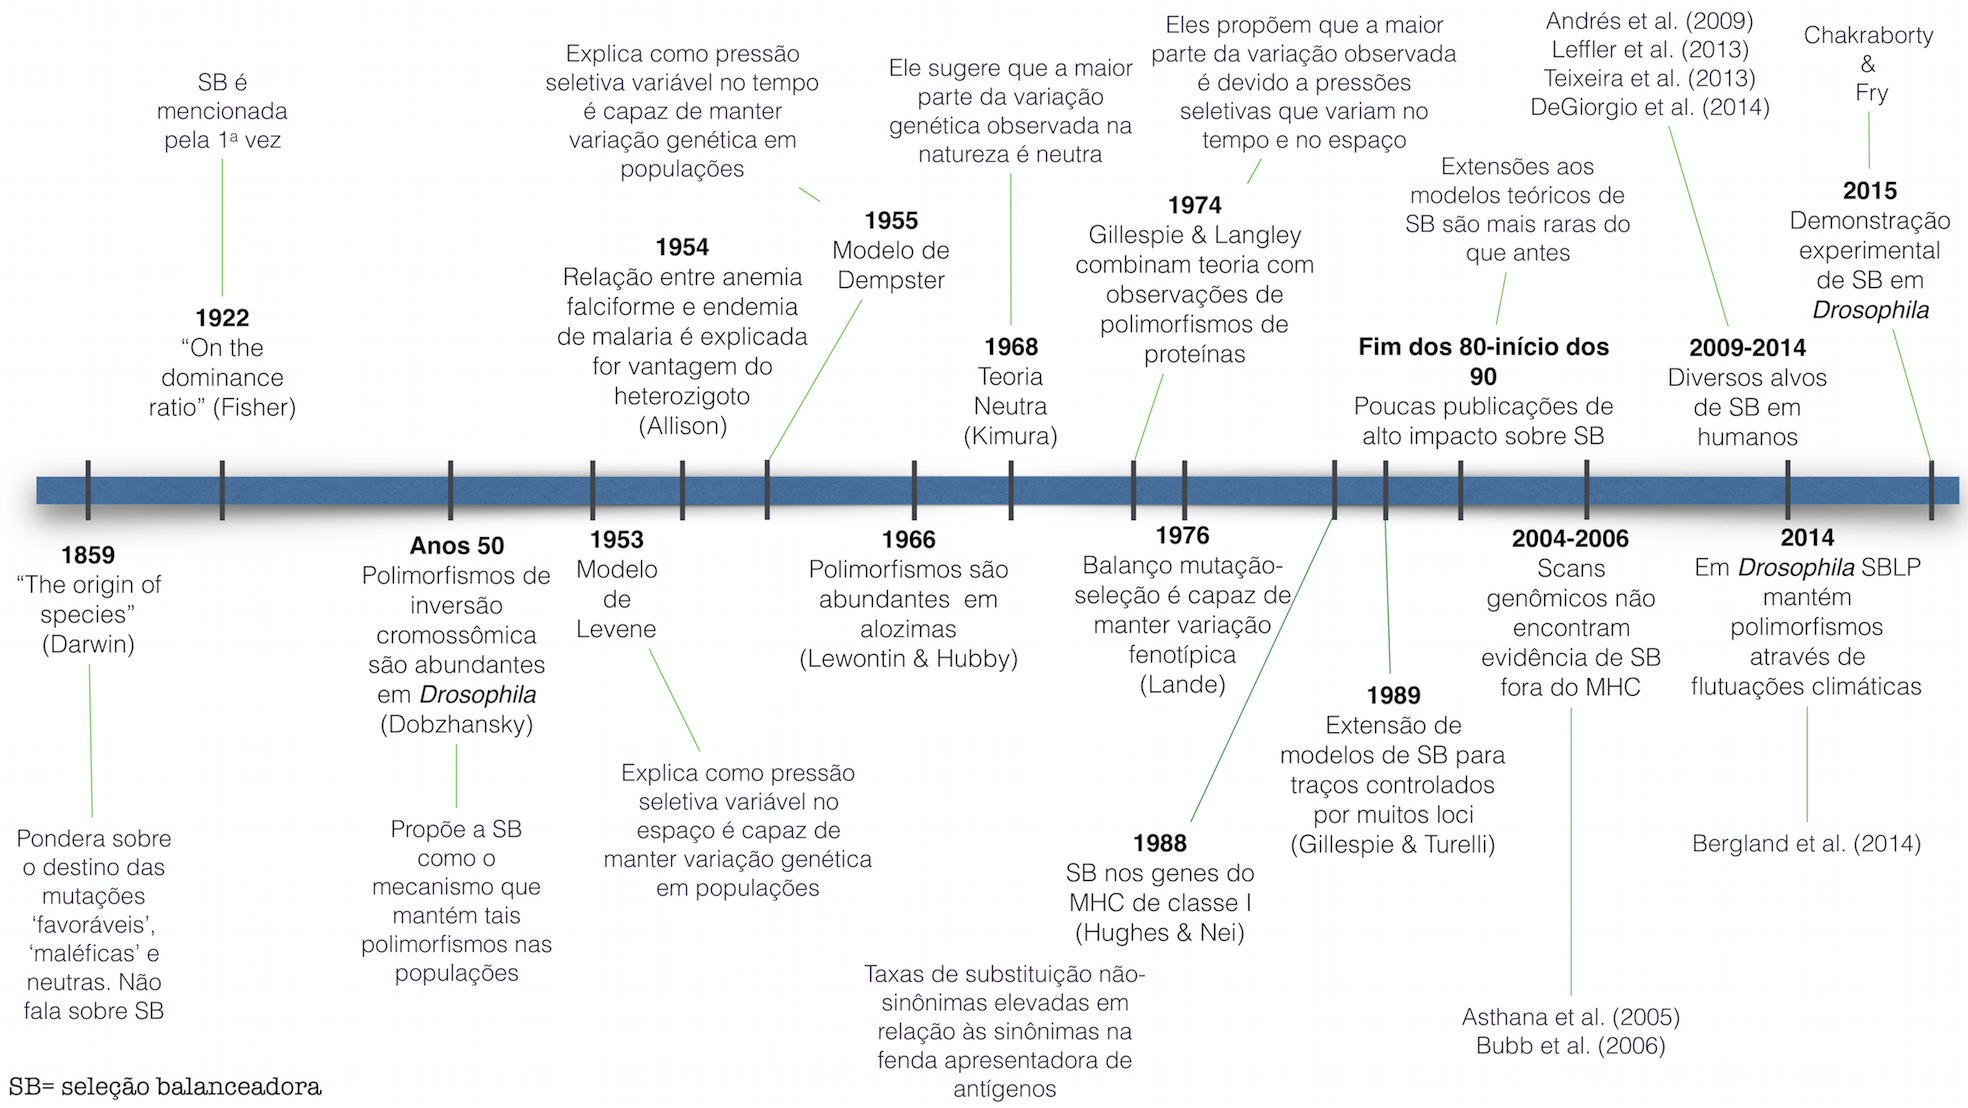 SB é
mencionada
pela 1ª vez
1922
“On the
dominance
ratio” (Fisher)
Explica como pressão
seletiva variável no tempo
é capaz de manter
variação genética em
populações
1954
Relação entre anemia
falciforme e endemia
de malaria é explicada
for vantagem do
heterozigoto
(Allison)
1955
Modelo de
Dempster
Ele sugere que a maior
parte da variação
genética observada na
natureza é neutra
1968
Teoria
Neutra
(Kimura)
Eles propõem que a maior
parte da variação observada
é devido a pressões
seletivas que variam no
tempo e no espaço
1974
Gillespie & Langley
combinam teoria com
observações de
polimorfismos de
proteínas
Extensões aos
modelos teóricos de
SB são mais raras do
que antes
Fim dos 80-início dos
90
Poucas publicações de
alto impacto sobre SB
Andrés et al. (2009)
Leffler et al. (2013)
Teixeira et al. (2013)
DeGiorgio et al. (2014)
2009-2014
Diversos alvos
de SB em
humanos
Chakraborty
&
Fry
2015
Demonstração
experimental
de SB em
Drosophila
1859
“The origin of
species”
(Darwin)
Pondera sobre
o destino das
mutações
‘favoráveis’,
‘maléficas’ e
neutras. Não
fala sobre SB
Anos 50
Polimorfismos de
inversão
cromossômica
são abundantes
em Drosophila
(Dobzhansky)
Propõe a SB
como o
mecanismo que
mantém tais
polimorfismos nas
populações
1953
Modelo
de
Levene
Explica como pressão
seletiva variável no
espaço é capaz de
manter variação genética
em populações
1966
Polimorfismos são
abundantes em
alozimas
(Lewontin & Hubby)
1976
Balanço mutação-
seleção é capaz de
manter variação
fenotípica
(Lande)
1988
SB nos genes do
MHC de classe I
(Hughes & Nei)
Taxas de substituição não-
sinônimas elevadas em
relação às sinônimas na
fenda apresentadora de
antígenos
1989
Extensão de
modelos de SB para
traços controlados
por muitos loci
(Gillespie & Turelli)
2004-2006
Scans
genômicos não
encontram
evidência de SB
fora do MHC
Asthana et al. (2005)
Bubb et al. (2006)
2014
Em Drosophila SBLP
mantém
polimorfismos
através de
flutuações climáticas
Bergland et al. (2014)
SB= seleção balanceadora